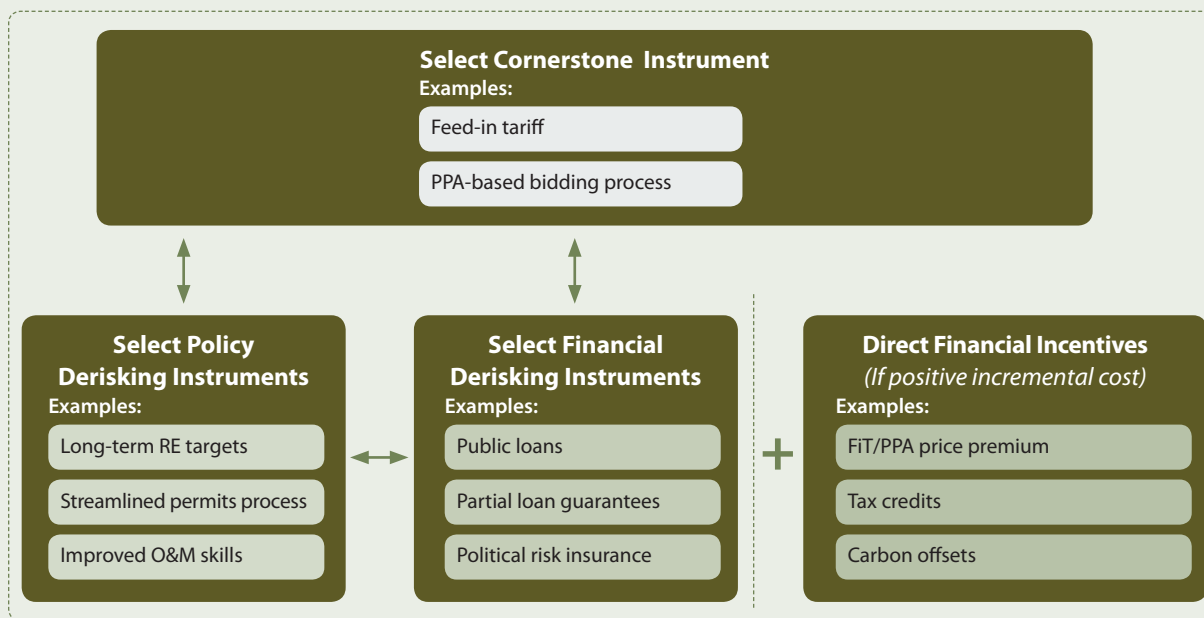 Select Cornerstone Instrument
Examples:
Feed-in tariff
PPA-based bidding process
Select Policy
Derisking Instruments
Examples:
Long-term RE targets
Streamlined permits process
Improved O&M skills
Select Financial
Derisking Instruments
Examples:
Public loans
Partial loan guarantees
Political risk insurance
+
Direct Financial Incentives
(If positive incremental cost)
Examples:
FiT/PPA price premium
Tax credits
Carbon offsets